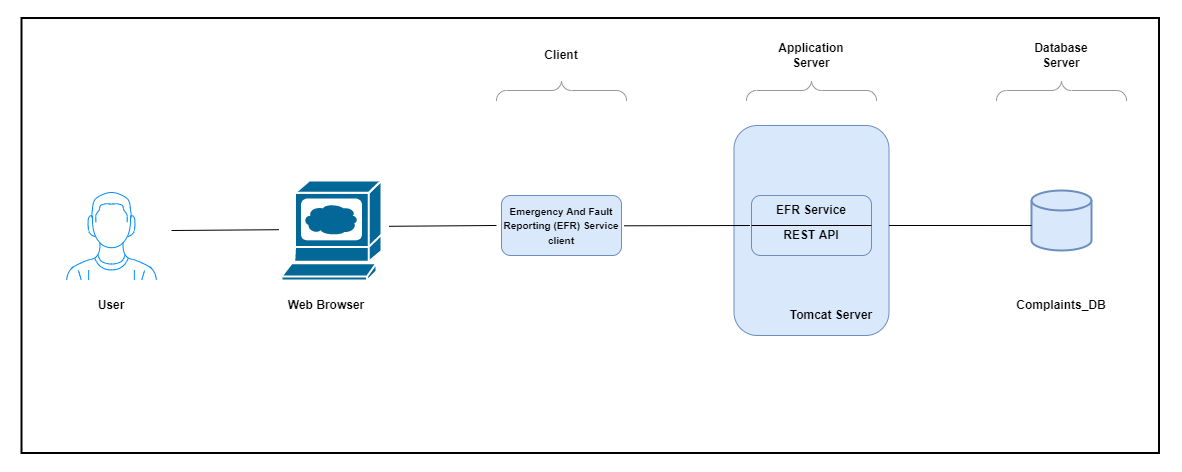 Client
Application
Server
Database
Server
Emergency And Fault
Reporting (EFR) Service
client
EFR Service
REST API
Tomcat Server
User
Web Browser
Complaints_DB